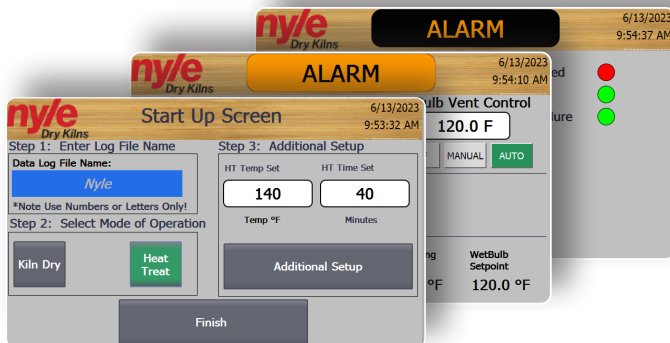 nyle
Dry Kilns
ALARM
6/13/2023
9:54:37 AM
ed
ure
nyle
Dry Kilns
ALARM
6/13/2023
9:54:10 AM
ulb Vent Control
120.0 F
F
MANUAL
AUTO
ng
WetBulb
Setpoint
°F
120.0 °F
nyle
Dry Kilns
Start Up Screen
6/13/2023
9:53:32 AM
Step 1: Enter Log File Name
Data Log File Name:
Nyle
*Note Use Numbers or Letters Only!
Step 2: Select Mode of Operation
Kiln Dry
Heat
Treat
Step 3: Additional Setup
HT Temp Set
HT Time Set
140
40
Temp °F
Minutes
Additional Setup
Finish